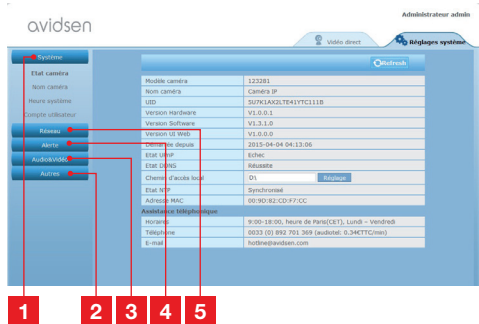 Administrateur admin
avidsen
Vidéo direct
Réglages système
Système
Refresh
Etat caméra
Nom caméra
Heure système
Compte utilisateur
Réseau
Alerte
Audio&Vidéo
Autres
Modèle caméra 123281
Nom caméra Caméra IP
UID SU7K1AX2LTE41YTC111B
Version Hardware V1.0.0.1
Version Software V1.3.1.0
Version UI Web V1.0.0.0
Démarrée depuis 2015-04-04 04:13:06
Etat UPnP Echec
Etat DDNS Réussite
Chemin d'accès local D:\ Réglage
Etat NTP Synchronisé
Adresse MAC 00:9D:82:CD:F7:CC
Assistance téléphonique
Horaires 9:00-18:00, heure de Paris(CET), Lundi - Vendredi
Téléphone 0033 (0) 892 701 369 (audiotel: 0.34€TTC/min)
E-mail hotline@avidsen.com
1 2 3 4 5